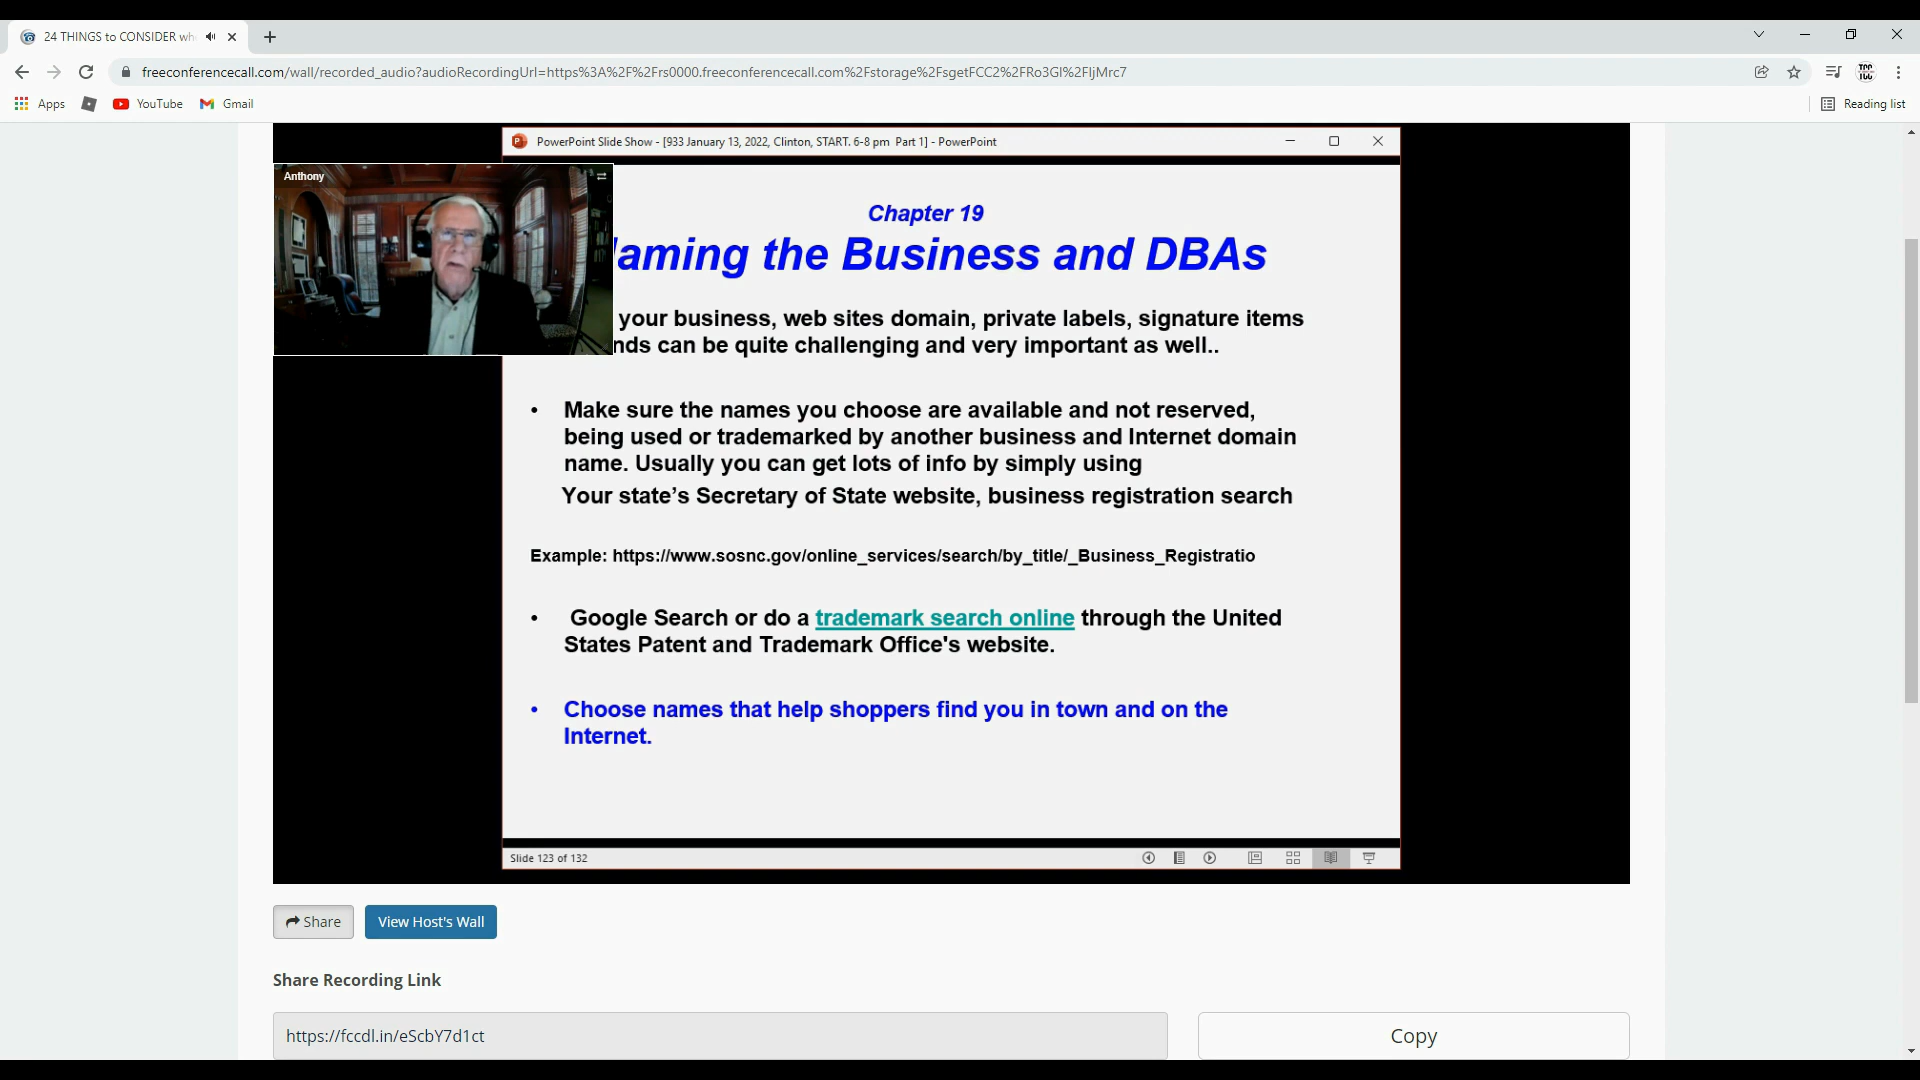 24 THINGS to CONSIDER wh
freeconferencecall.com/wall/recorded_audio?audioRecordingUrl=https%3A%2F%2Frs0000.freeconferencecall.com%2Fstorage%2FsgetFCC2%2FRo3GI%2FIjMrc7
Apps
YouTube
Gmail
Reading list
PowerPoint Slide Show - [933 January 13, 2022, Clinton, START. 6-8 pm Part 1] - PowerPoint
Anthony
Chapter 19
aming the Business and DBAs
your business, web sites domain, private labels, signature items
nds can be quite challenging and very important as well..
• Make sure the names you choose are available and not reserved,
being used or trademarked by another business and Internet domain
name. Usually you can get lots of info by simply using
Your state's Secretary of State website, business registration search
Example: https://www.sosnc.gov/online_services/search/by_title/_Business_Registratio
• Google Search or do a trademark search online through the United
States Patent and Trademark Office's website.
• Choose names that help shoppers find you in town and on the
Internet.
Slide 123 of 132
Share
View Host's Wall
Share Recording Link
https://fccdl.in/eScbY7d1ct
Copy